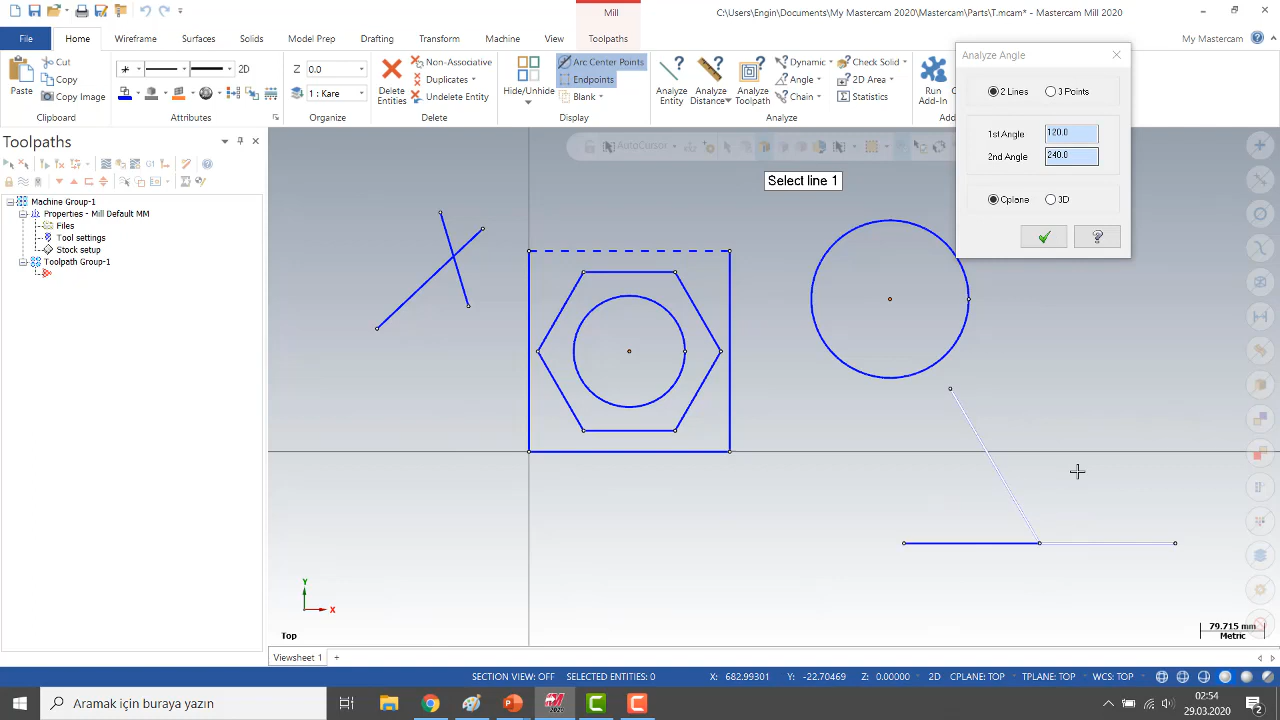 Mill
C:\Users\Engin\Documents\My Mastercam 2020\Mastercam\Parts\T.mcam* - Mastercam Mill 2020
File
Home
Wireframe
Surfaces
Solids
Model Prep
Drafting
Transform
Machine
View
Toolpaths
My Mastercam
Paste
Cut
Copy
Copy Image
Clipboard
2D
Attributes
Z 0.0
1 : Kare
Organize
Delete
Entities
Non-Associative
Duplicates
Undelete Entity
Delete
Hide/Unhide
Arc Center Points
Endpoints
Blank
Display
Analyze
Entity
Analyze
Distance
Analyze
Toolpath
Dynamic
Angle
Chain
Check Solid
2D Area
Statistics
Analyze
Run
Add-In
Analyze Angle
2 Lines
3 Points
1st Angle
120.0
2nd Angle
240.0
Cplane
3D
Toolpaths
G1
Machine Group-1
Properties - Mill Default MM
Files
Tool settings
Stock setup
Toolpath Group-1
AutoCursor
Select line 1
Y
X
Top
79.715 mm
Metric
Viewsheet 1
+
SECTION VIEW: OFF
SELECTED ENTITIES: 0
X: 682.99301
Y: -22.70469
Z: 0.00000
2D
CPLANE: TOP
TPLANE: TOP
WCS: TOP
Aramak için buraya yazın
02:54
29.03.2020
2
2020